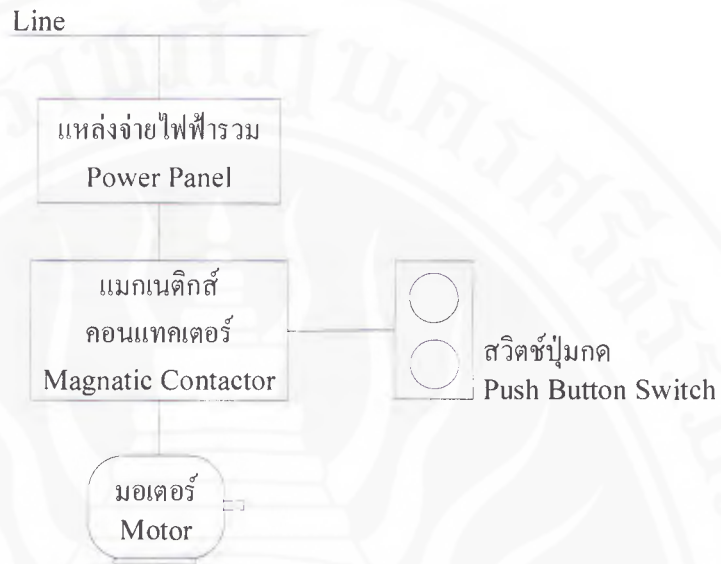 Line
แหล่งจ่ายไฟฟ้ารวม
Power Panel
แมกเนติกส์
คอนแทคเตอร์
Magnatic Contactor
สวิตช์ปุ่มกด
Push Button Switch
มอเตอร์
Motor